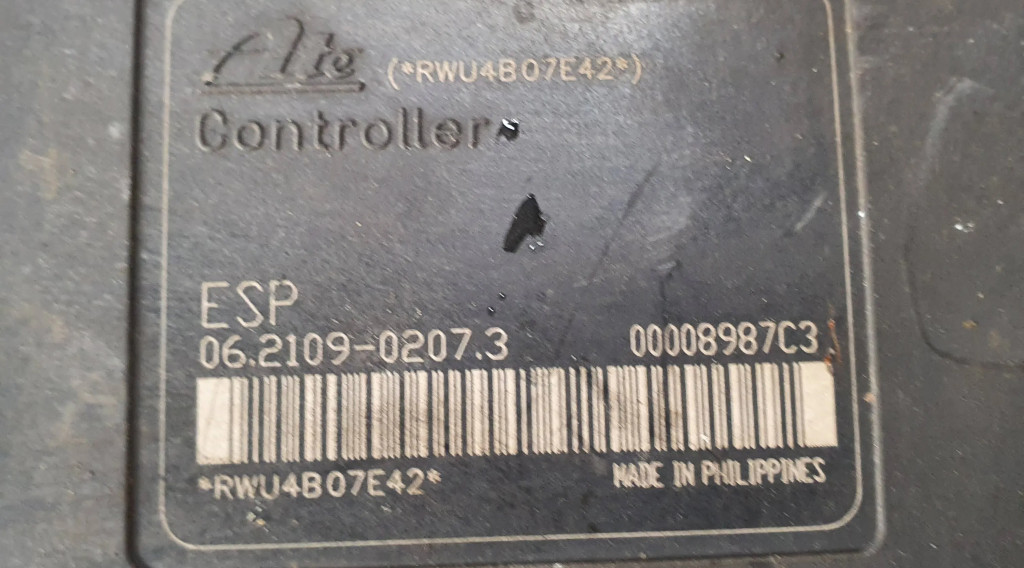 Ate (*RWU4B07E42*)
Controller
ESP
06.2109-0207.3 00008987C3
*RWU4B07E42* MADE IN PHILIPPINES